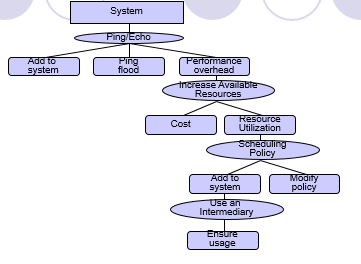 System
Ping/Echo
Add to
system
Ping
flood
Performance
overhead
Increase Available
Resources
Cost
Resource
Utilization
Scheduling
Policy
Add to
system
Modify
policy
Use an
Intermediary
Ensure
usage